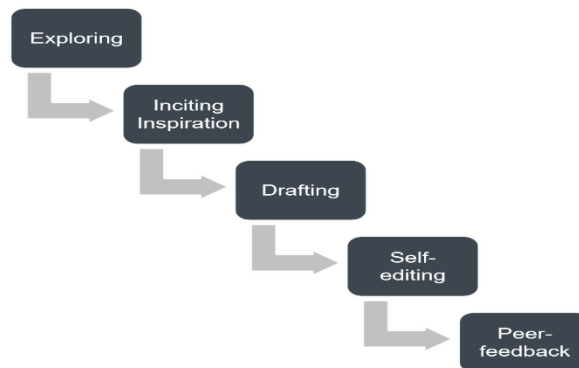 Exploring
Inciting
Inspiration
Drafting
Self-
editing
Peer-
feedback